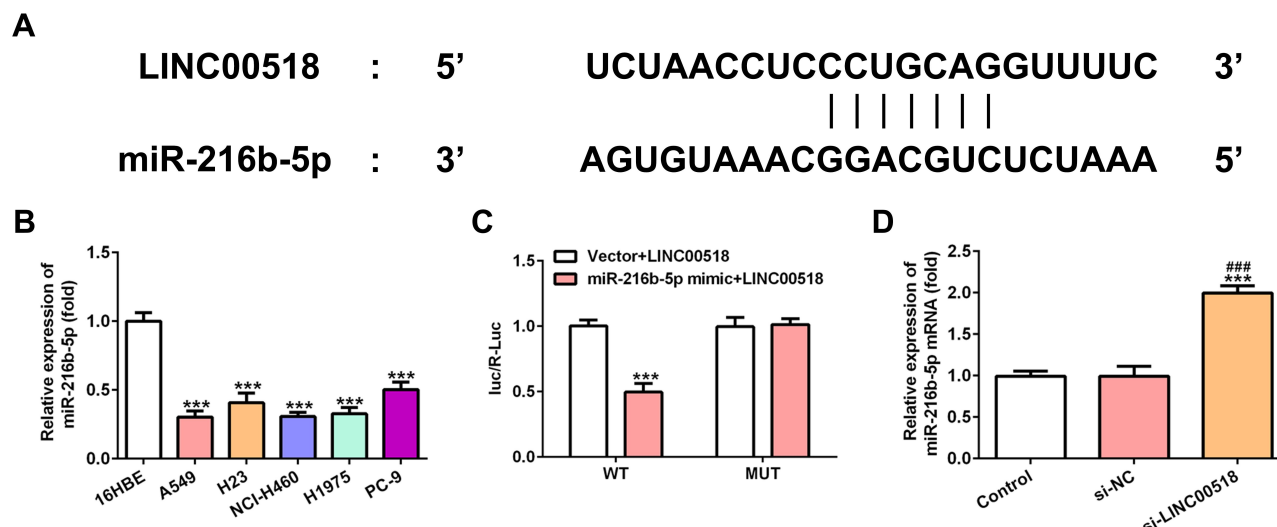 A
LINC00518 : 5’ UCUAACCUCCCUGCAGGUUUUC 3’
miR-216b-5p : 3’ AGUGUAAACGGACGUCUCUAAA 5’
B
Relative expression of
miR-216b-5p (fold)
1.5
1.0
0.5
0.0
***
***
***
***
***
16HBE
A549
H23
NCI-H460
H1975
PC-9
C
luc/R-Luc
1.5
1.0
0.5
0.0
Vector+LINC00518
miR-216b-5p mimic+LINC00518
***
WT
MUT
D
Relative expression of
miR-216b-5p mRNA (fold)
2.5
2.0
1.5
1.0
0.5
0.0
###
***
Control
si-NC
si-LINC00518